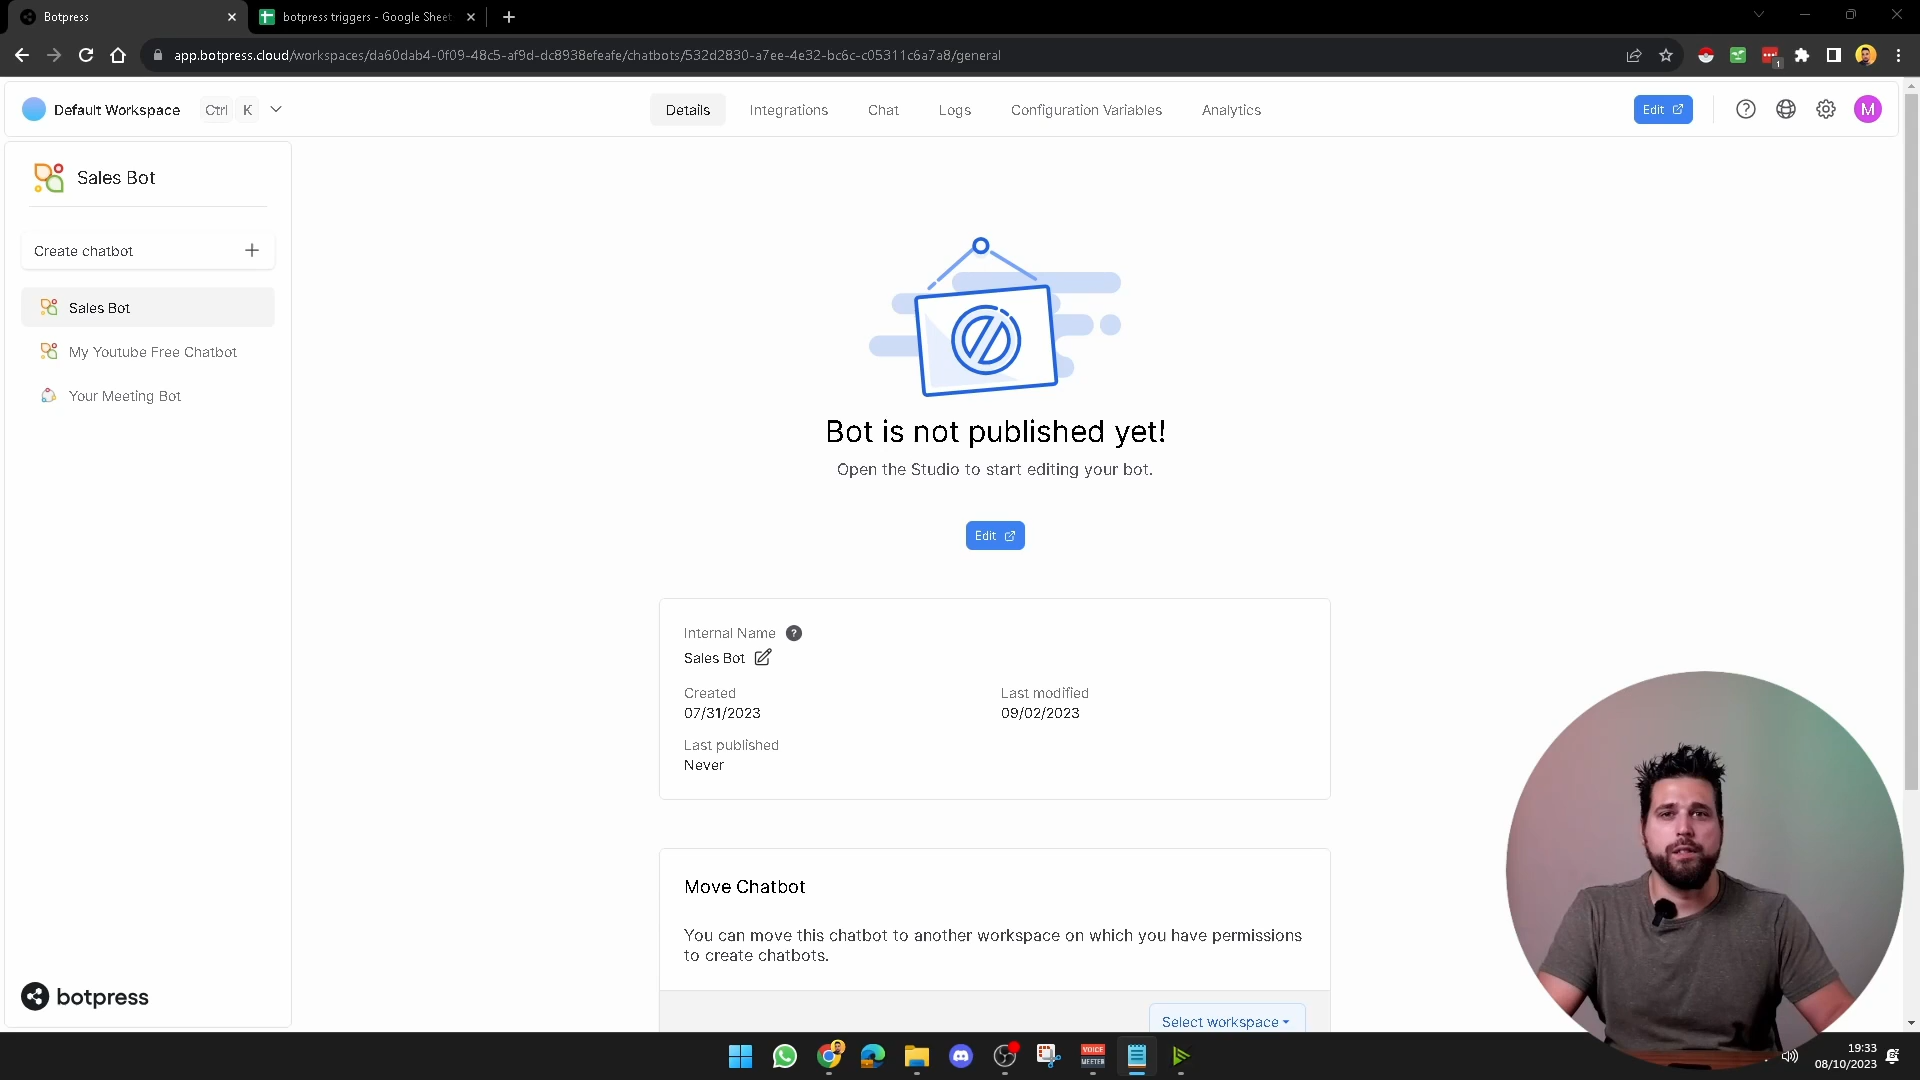 Botpress
botpress triggers - Google Sheet
app.botpress.cloud/workspaces/da60dab4-0f09-48c5-af9d-dc8938efeafe/chatbots/532d2830-a7ee-4e32-bc6c-c05311c6a7a8/general
1
Default Workspace Ctrl K
Details Integrations Chat Logs Configuration Variables Analytics
Edit
M
Sales Bot
Create chatbot
Sales Bot
My Youtube Free Chatbot
Your Meeting Bot
Bot is not published yet!
Open the Studio to start editing your bot.
Edit
Internal Name ?
Sales Bot
Created
07/31/2023
Last modified
09/02/2023
Last published
Never
Move Chatbot
You can move this chatbot to another workspace on which you have permissions
to create chatbots.
Select workspace
botpress
VOICE
MEETER
19:33
08/10/2023